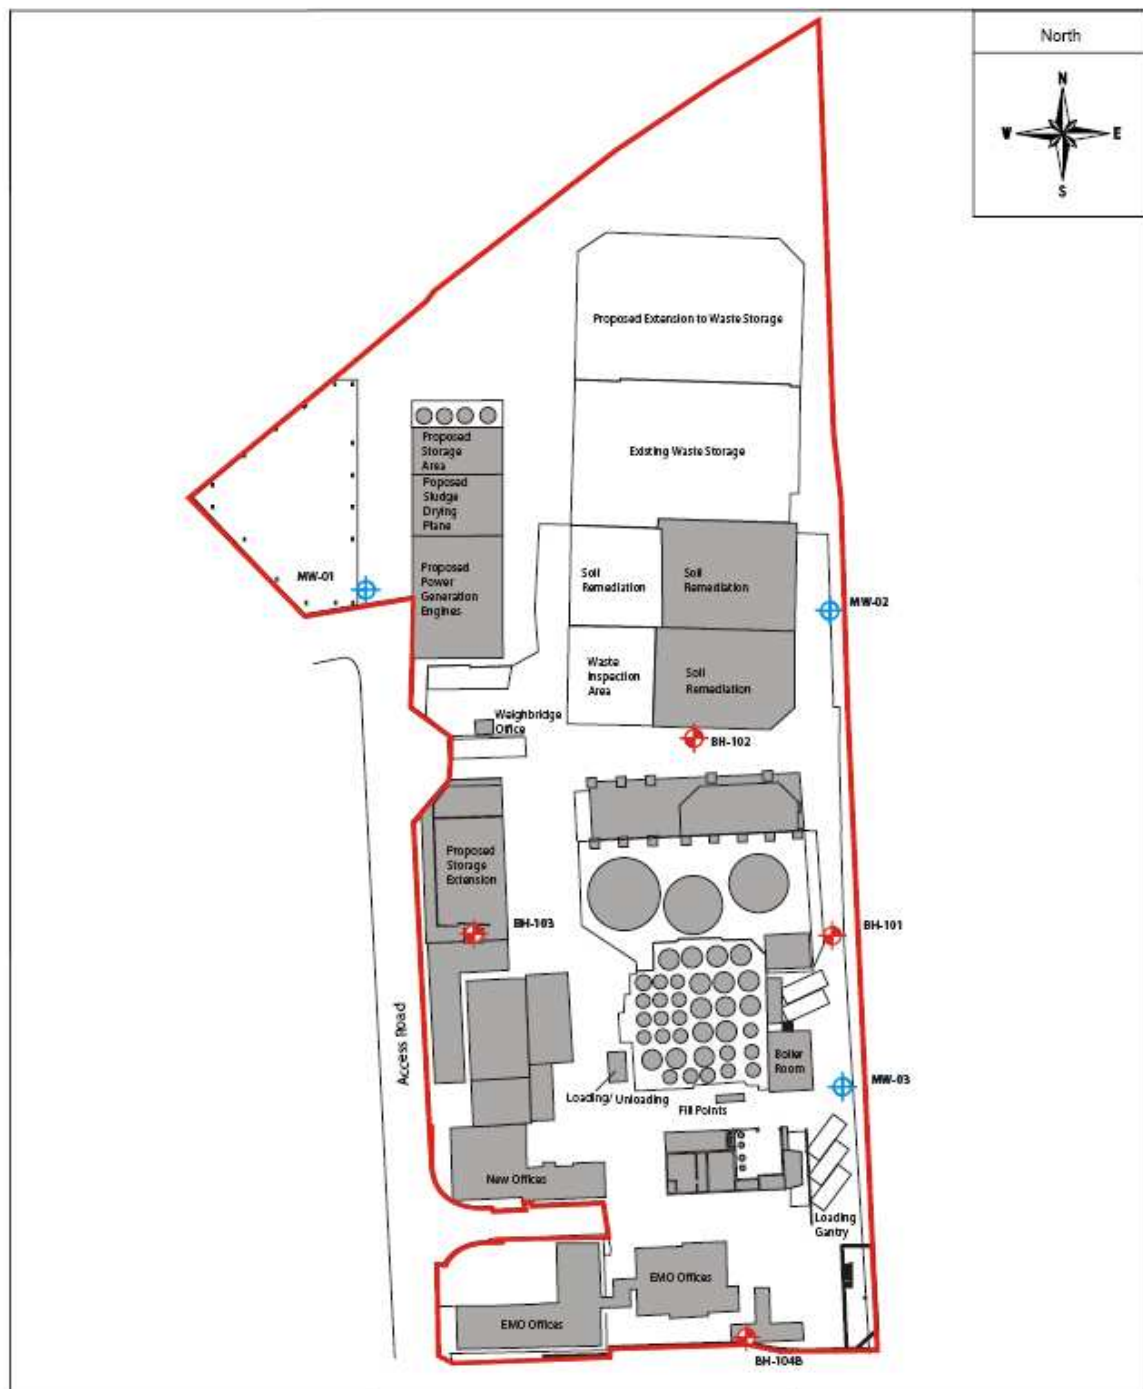 North
N
W
E
S
Proposed Extension to Waste Storage
Existing Waste Storage
Proposed
Storage
Area
Poposed
Sludge
Drying
Plane
Proposed
Power
Generation
Engines
MW-01
Soil
Remediation
Soil
Remediation
MW-02
Waste
Inspection
Area
Soil
Remediation
Weighbridge
Office
BH-102
Proposed
Storage
Extension
BH-103
BH-101
Access Road
Boiler
Room
MW-03
Loading/ Unloading
Fill Points
New Offices
Loading
Gantry
EMO Offices
EMO Offices
BH-104B